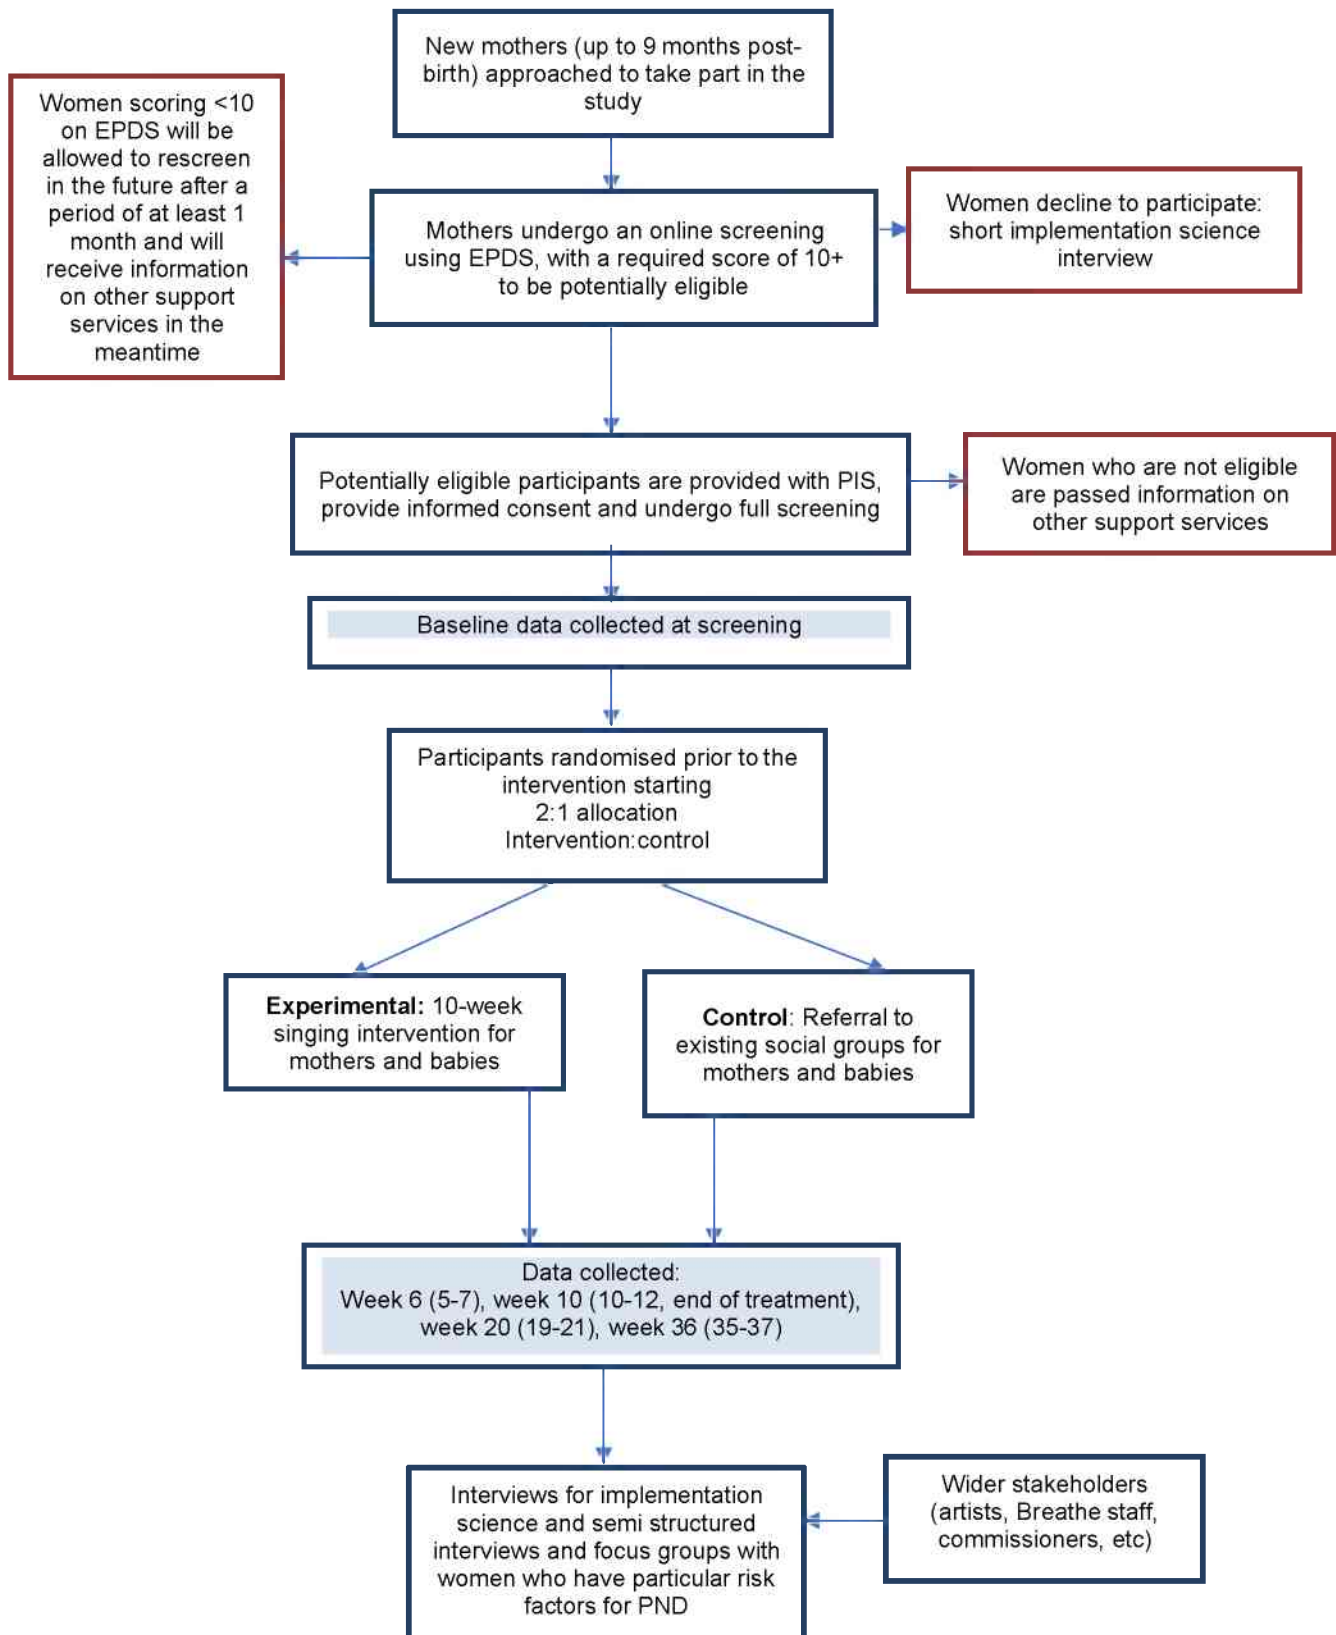 New mothers (up to 9 months post-
birth) approached to take part in the
study
Women scoring <10
on EPDS will be
allowed to rescreen
in the future after a
period of at least 1
month and will
receive information
on other support
services in the
meantime
Mothers undergo an online screening
using EPDS, with a required score of 10+
to be potentially eligible
Women decline to participate:
short implementation science
interview
Potentially eligible participants are provided with PIS,
provide informed consent and undergo full screening
Women who are not eligible
are passed information on
other support services
Baseline data collected at screening
Participants randomised prior to the
intervention starting
2:1 allocation
Intervention:control
Experimental: 10-week
singing intervention for
mothers and babies
Control: Referral to
existing social groups for
mothers and babies
Data collected:
Week 6 (5-7), week 10 (10-12, end of treatment),
week 20 (19-21), week 36 (35-37)
Interviews for implementation
science and semi structured
interviews and focus groups with
women who have particular risk
factors for PND
Wider stakeholders
(artists, Breathe staff,
commissioners, etc)